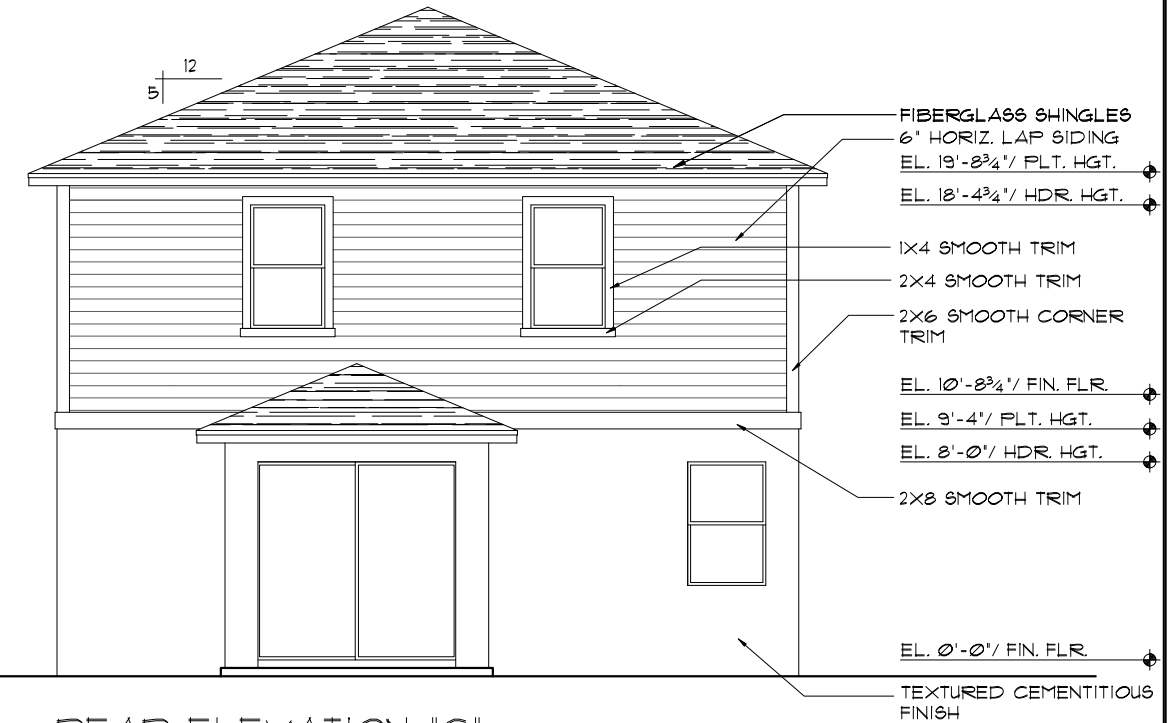 12
5
FIBERGLASS SHINGLES
6" HORIZ. LAP SIDING
EL. 19'-8¾"/ PLT. HGT.
EL. 18'-4¾"/ HDR. HGT.
1X4 SMOOTH TRIM
2X4 SMOOTH TRIM
2X6 SMOOTH CORNER
TRIM
EL. 10'-8¾"/ FIN. FLR.
EL. 9'-4"/ PLT. HGT.
EL. 8'-0"/ HDR. HGT.
2X8 SMOOTH TRIM
EL. 0'-0"/ FIN. FLR.
TEXTURED CEMENTITIOUS
FINISH
REAR ELEVATION